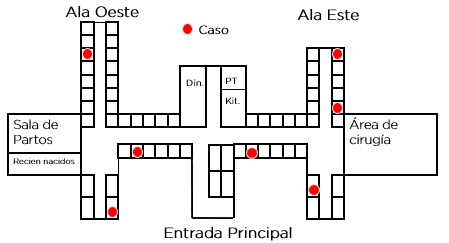 Ala Oeste
Ala Este
Caso
Din.
PT
Kit.
Sala de
Partos
Recien nacidos
Área de
cirugía
Entrada Principal